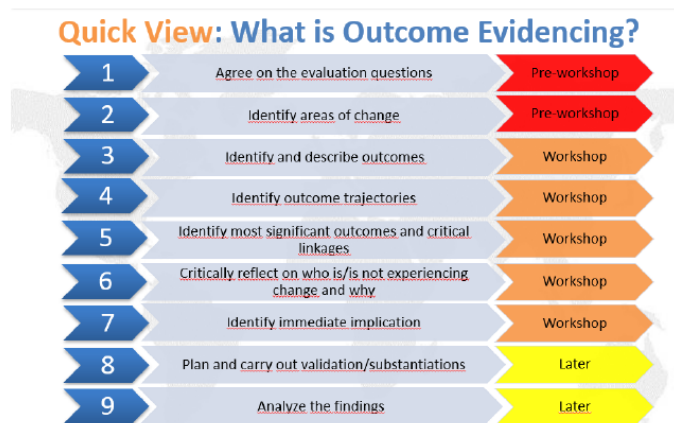 Quick View: What is Outcome Evidencing?
1 Agree on the evaluation questions Pre-workshop
2 Identify areas of change Pre-workshop
3 Identify and describe outcomes Workshop
4 Identify outcome trajectories Workshop
5 Identify most significant outcomes and critical
linkages Workshop
6 Critically reflect on who is/is not experiencing
change and why Workshop
7 Identify immediate implication Workshop
8 Plan and carry out validation/substantiations Later
9 Analyze the findings Later